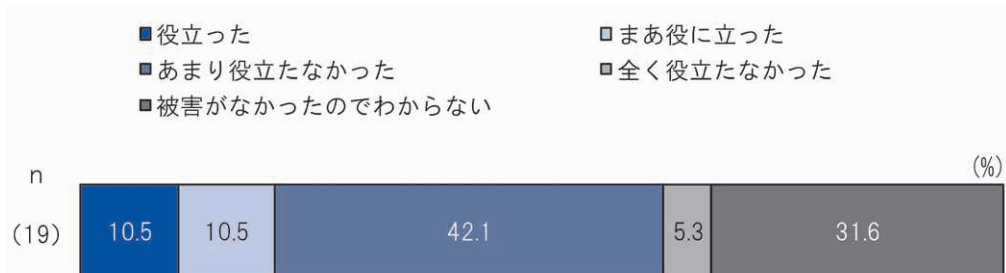 ■役立った □まあ役に立った
■あまり役立たなかった ■全く役立たなかった
■被害がなかったのでわからない
n (%)
(19) 10.5 10.5 42.1 5.3 31.6